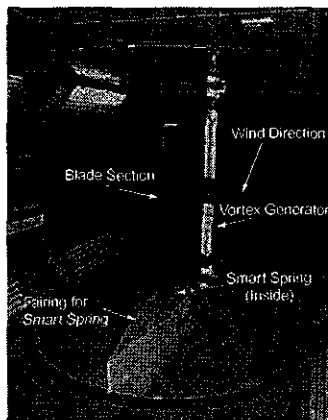 Wind Direction
Blade Section
Vortex Generator
Smart Spring
(Inside)
Fairing for
Smart Spring